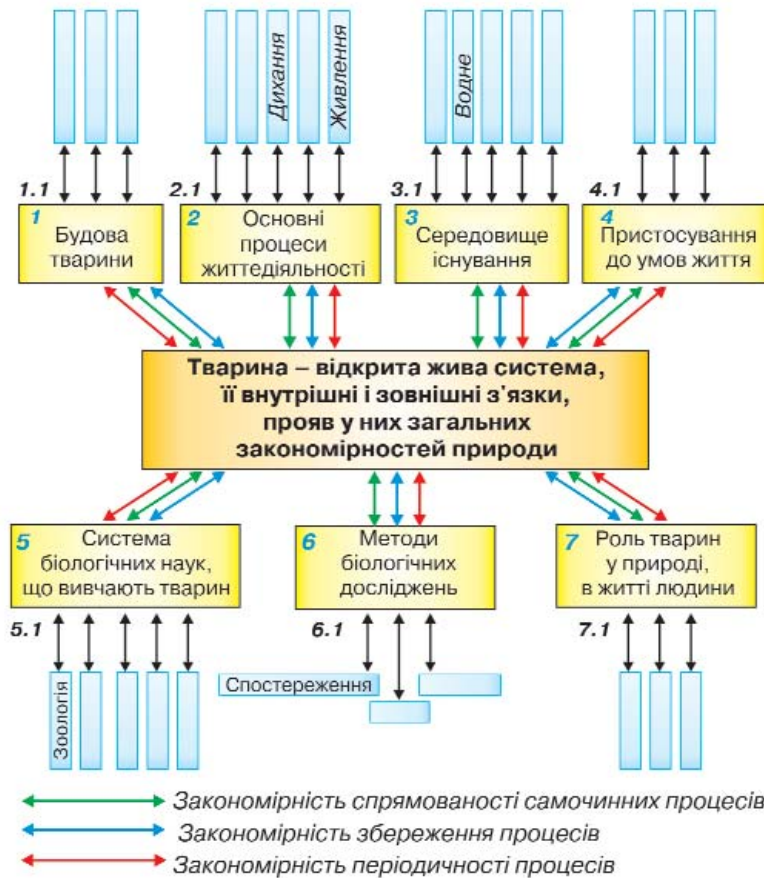 Дихання
Живлення
Водне
1.1
2.1
3.1
4.1
1
Будова
тварини
2
Основні
процеси
життєдіяльності
3
Середовище
існування
4
Пристосування
до умов життя
Тварина – відкрита жива система,
її внутрішні і зовнішні з'язки,
прояв у них загальних
закономірностей природи
5
Система
біологічних наук,
що вивчають тварин
6
Методи
біологічних
досліджень
7
Роль тварин
у природі,
в житті людини
5.1
6.1
7.1
Зоологія
Спостереження
Закономірність спрямованості самочинних процесів
Закономірність збереження процесів
Закономірність періодичності процесів